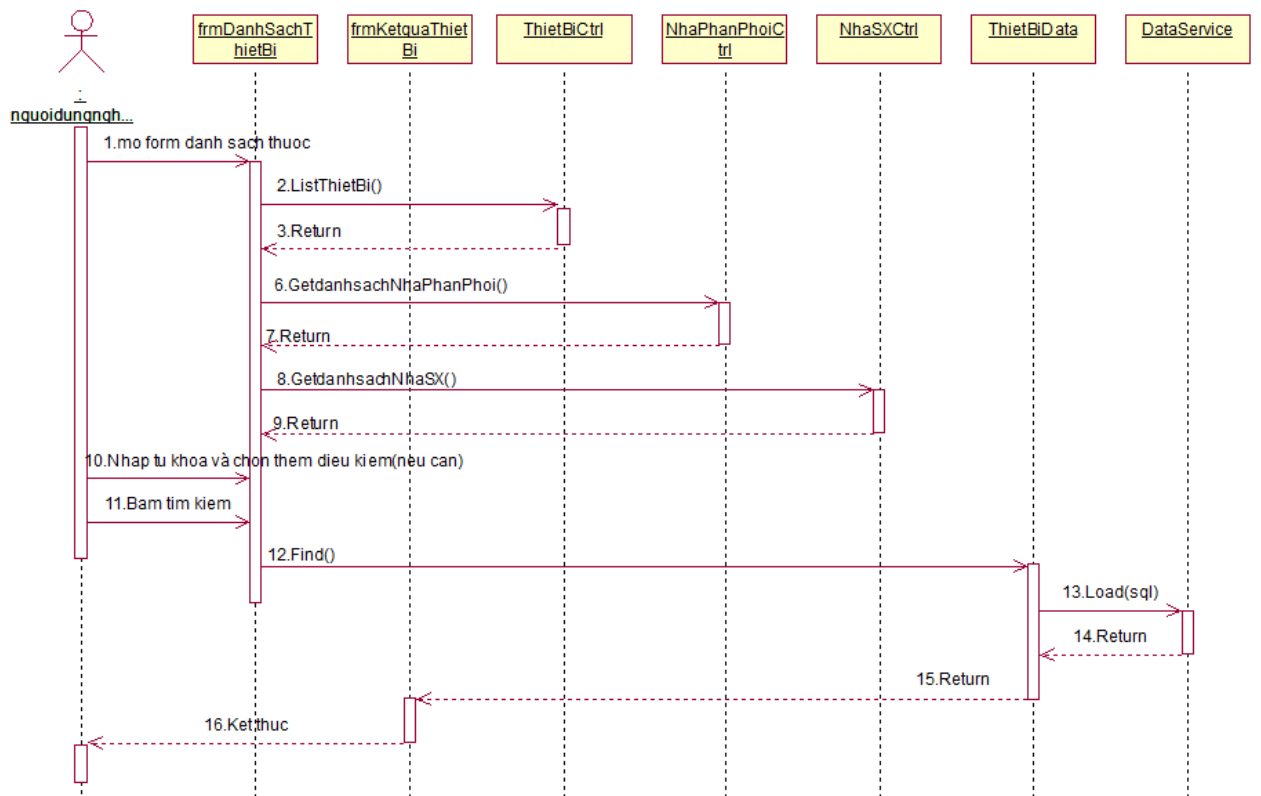 frmDanhSachT
hietBi
frmKetquaThiet
Bi
ThietBiCtrl
NhaPhanPhoiC
trl
NhaSXCtrl
ThietBiData
DataService
:
nguoidungngh...
1.mo form danh sach thuoc
2.ListThietBi()
3.Return
6.GetdanhsachNhaPhanPhoi()
7.Return
8.GetdanhsachNhaSX()
9.Return
10.Nhap tu khoa và chon them dieu kiem(neu can)
11.Bam tim kiem
12.Find()
13.Load(sql)
14.Return
15.Return
16.Ket thuc